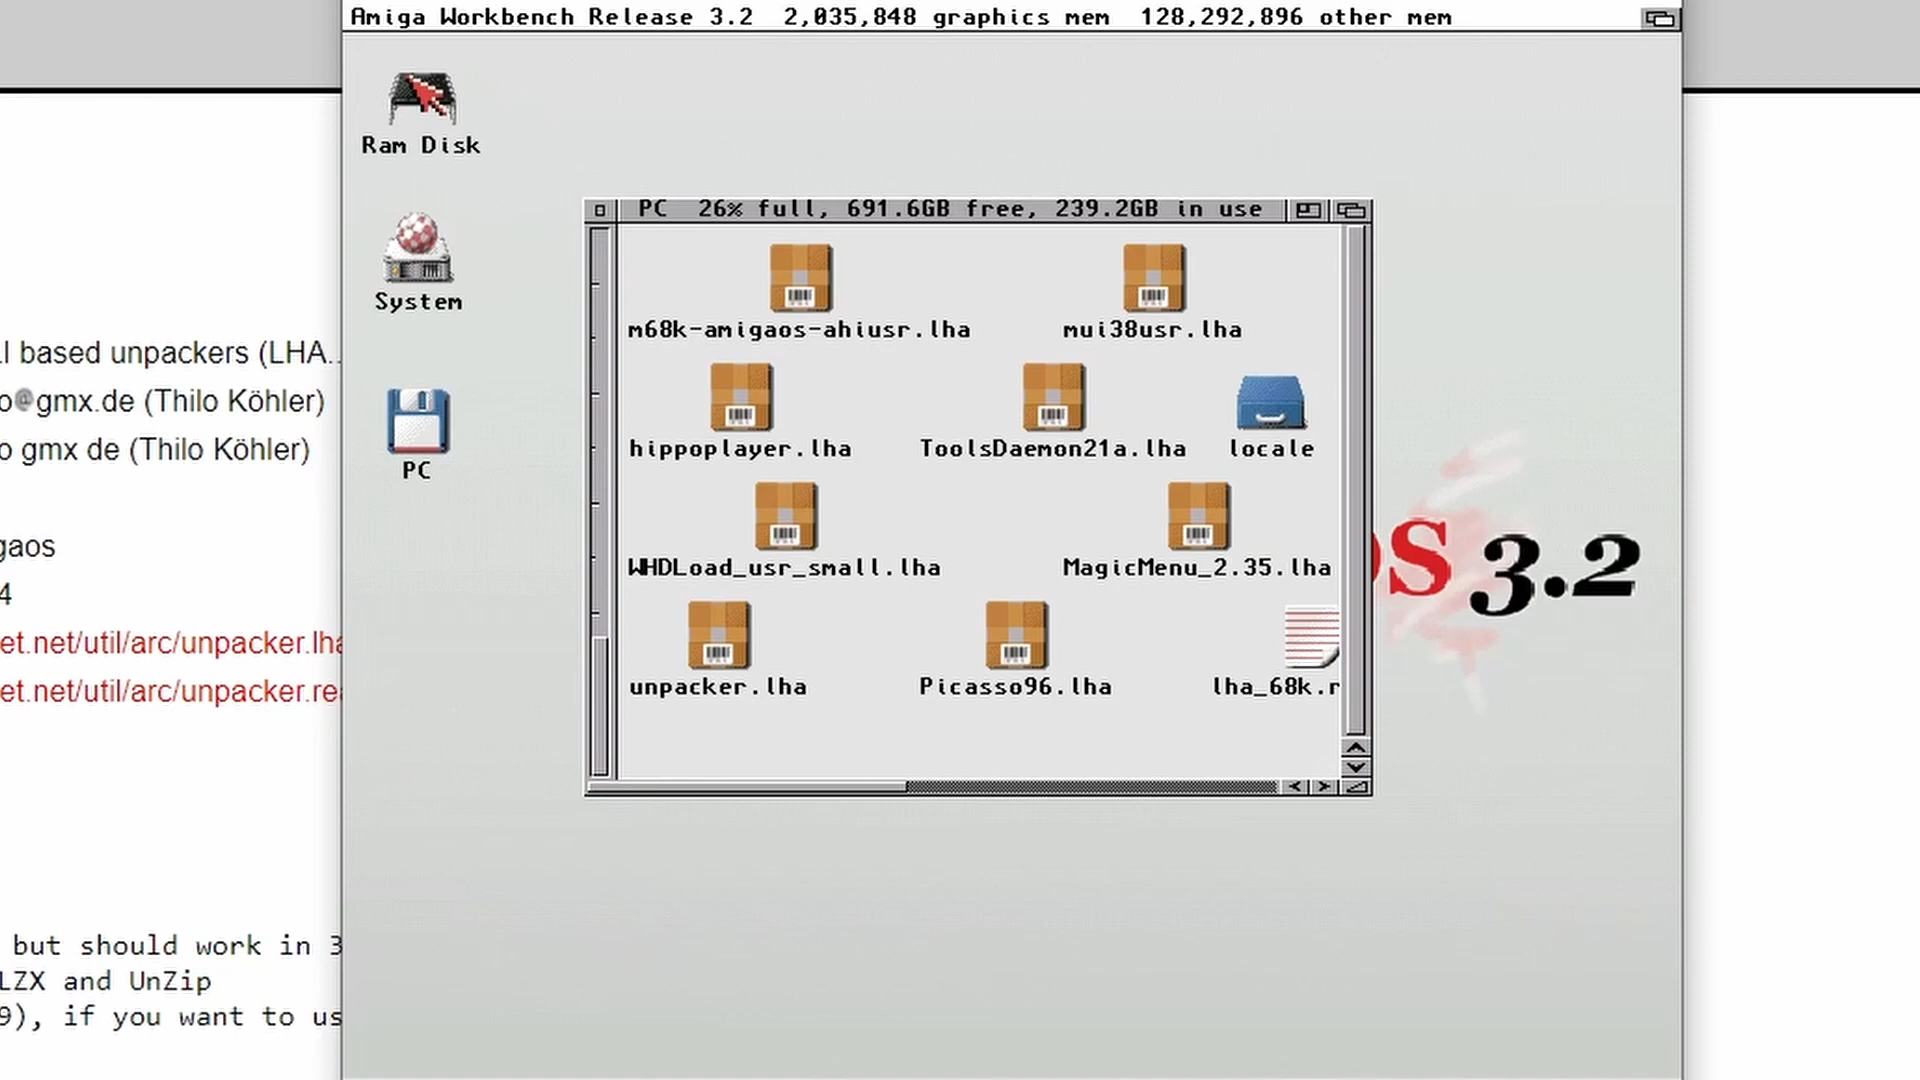 Amiga Workbench Release 3.2 2,035,848 graphics mem 128,292,896 other mem
Ram Disk
System
PC
PC 26% full, 691.6GB free, 239.2GB in use
m68k-amigaos-ahiusr.lha
mui38usr.lha
hippoplayer.lha
ToolsDaemon21a.lha
locale
WHDLoad_usr_small.lha
MagicMenu_2.35.lha
unpacker.lha
Picasso96.lha
lha_68k.r
OS 3.2
.I based unpackers (LHA..
o@gmx.de (Thilo Köhler)
o gmx de (Thilo Köhler)
gaos
4
et.net/util/arc/unpacker.lha
et.net/util/arc/unpacker.rea
but should work in 3
LZX and UnZip
9), if you want to us